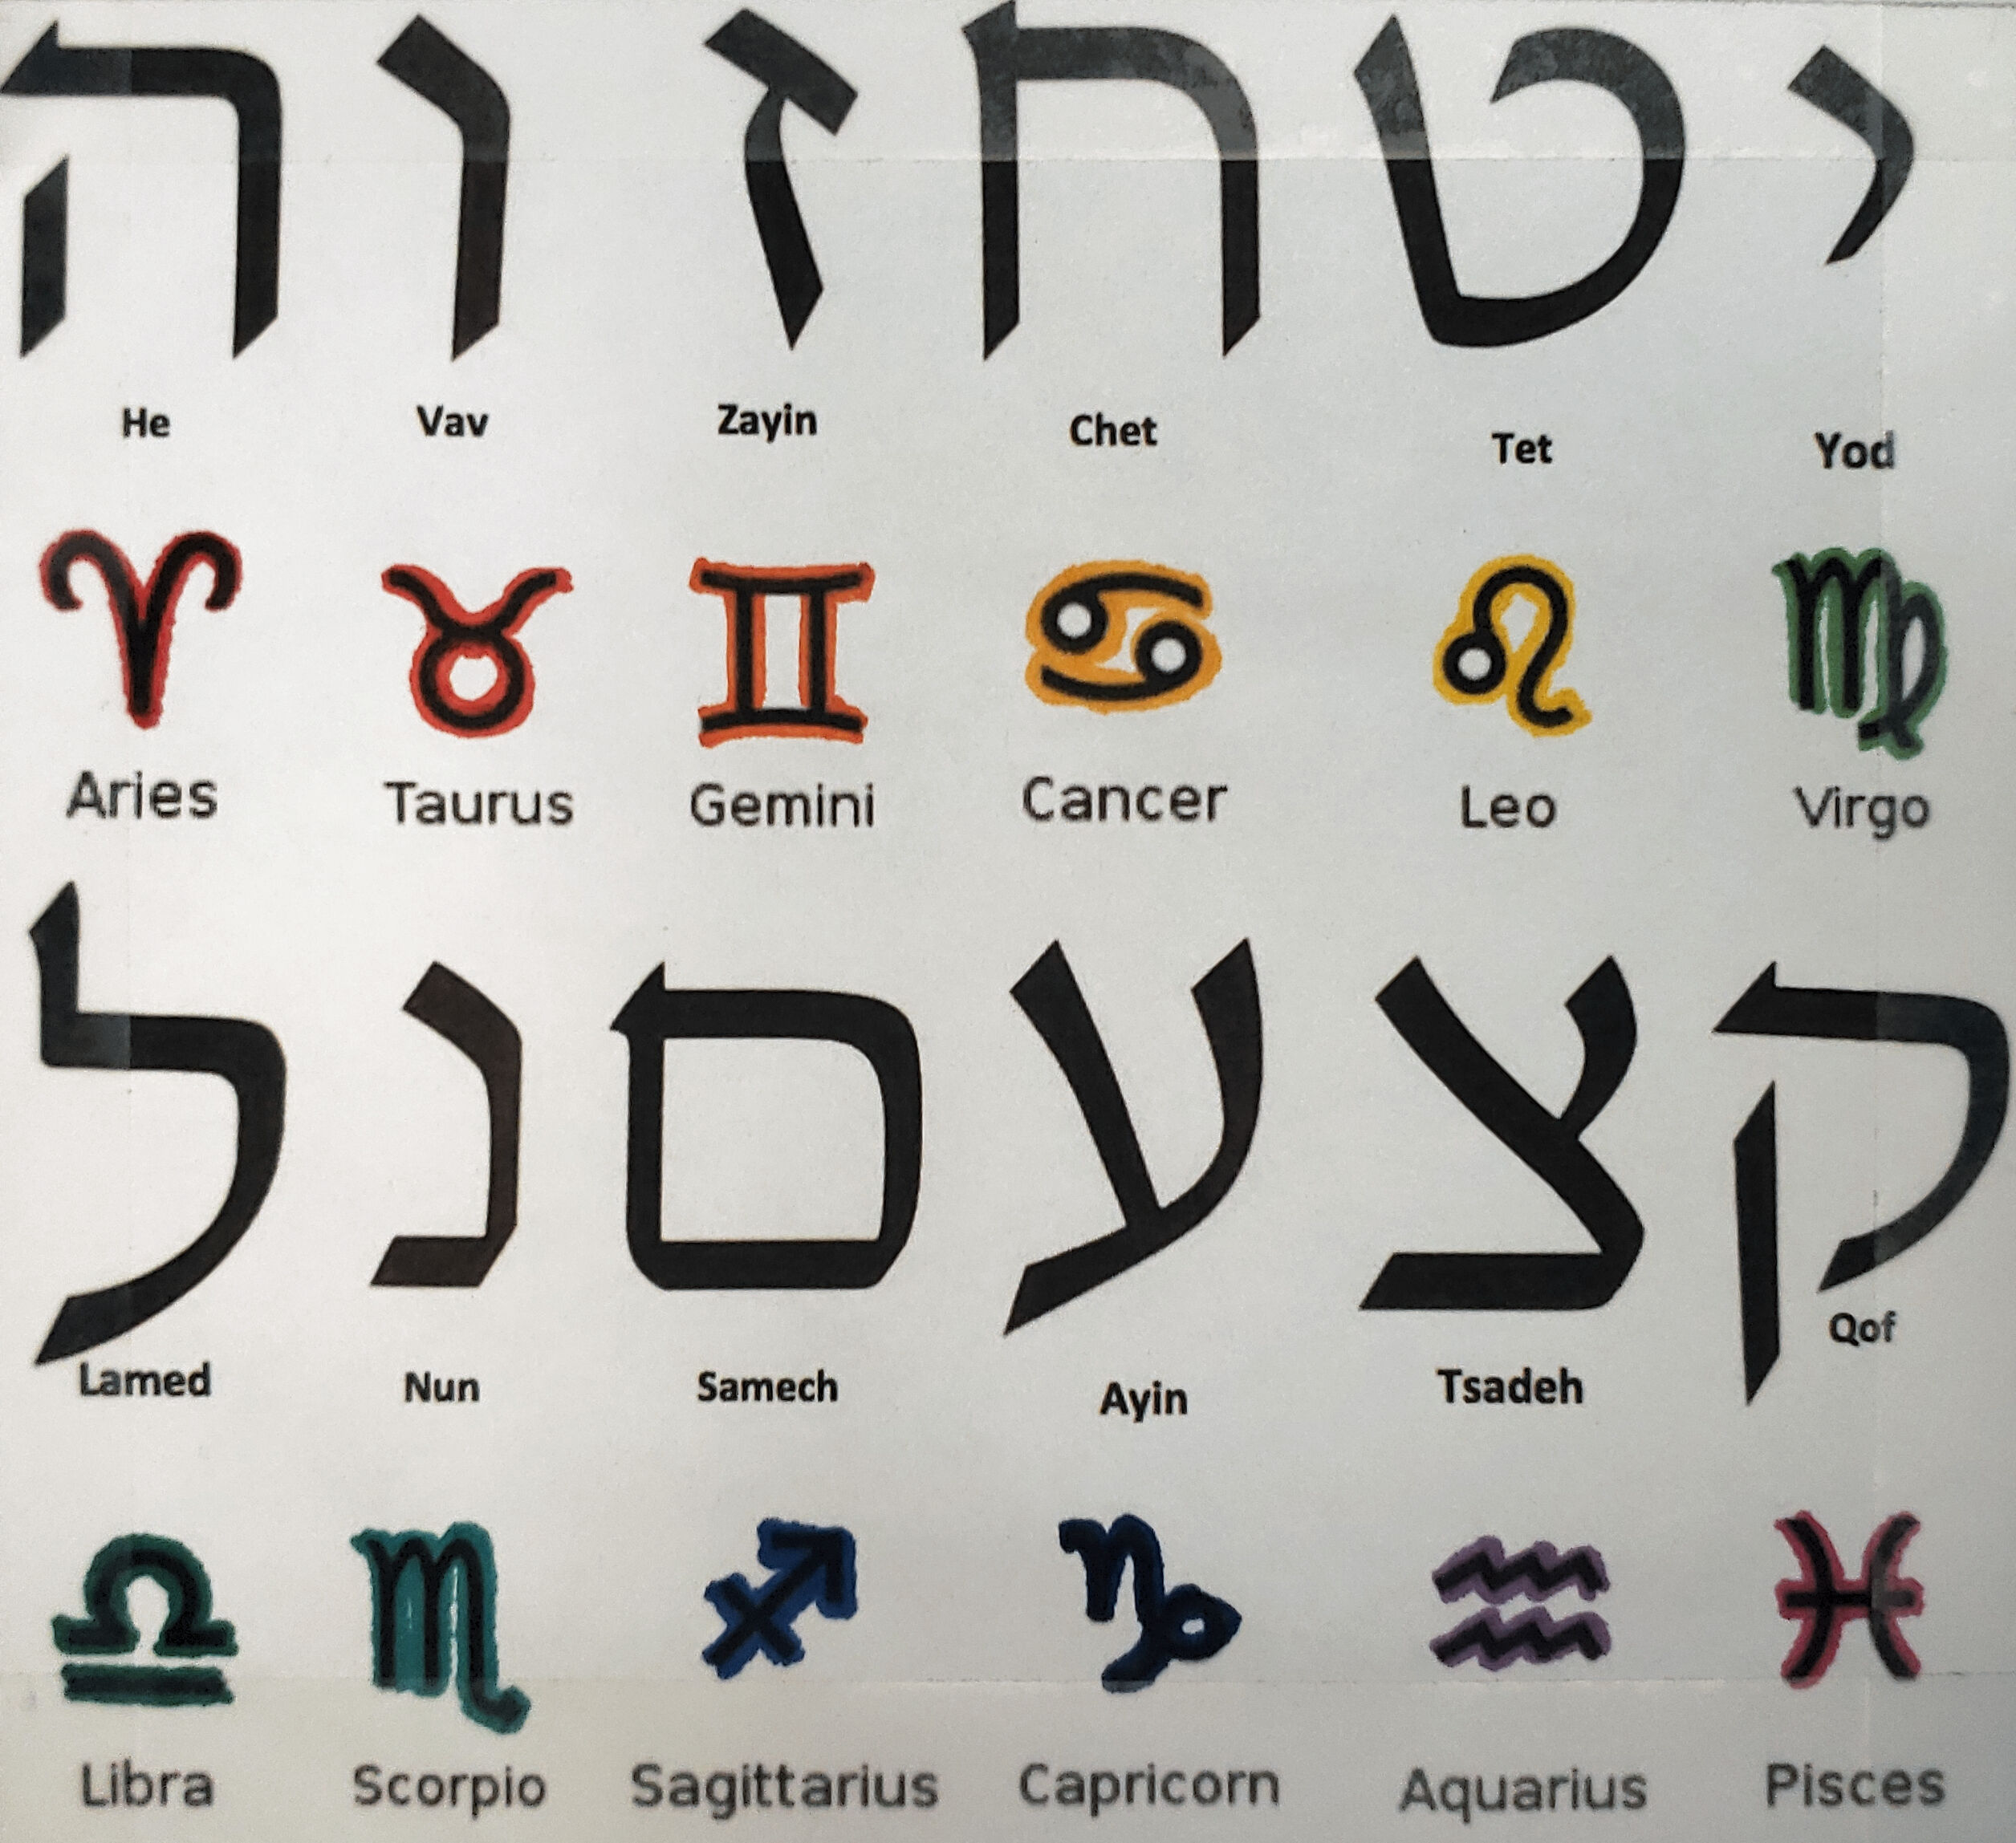 ה ו ז ח ט י
He Vav Zayin Chet Tet Yod
Aries Taurus Gemini Cancer Leo Virgo
ל נ ס ע צ ק
Lamed Nun Samech Ayin Tsadeh Qof
Libra Scorpio Sagittarius Capricorn Aquarius Pisces